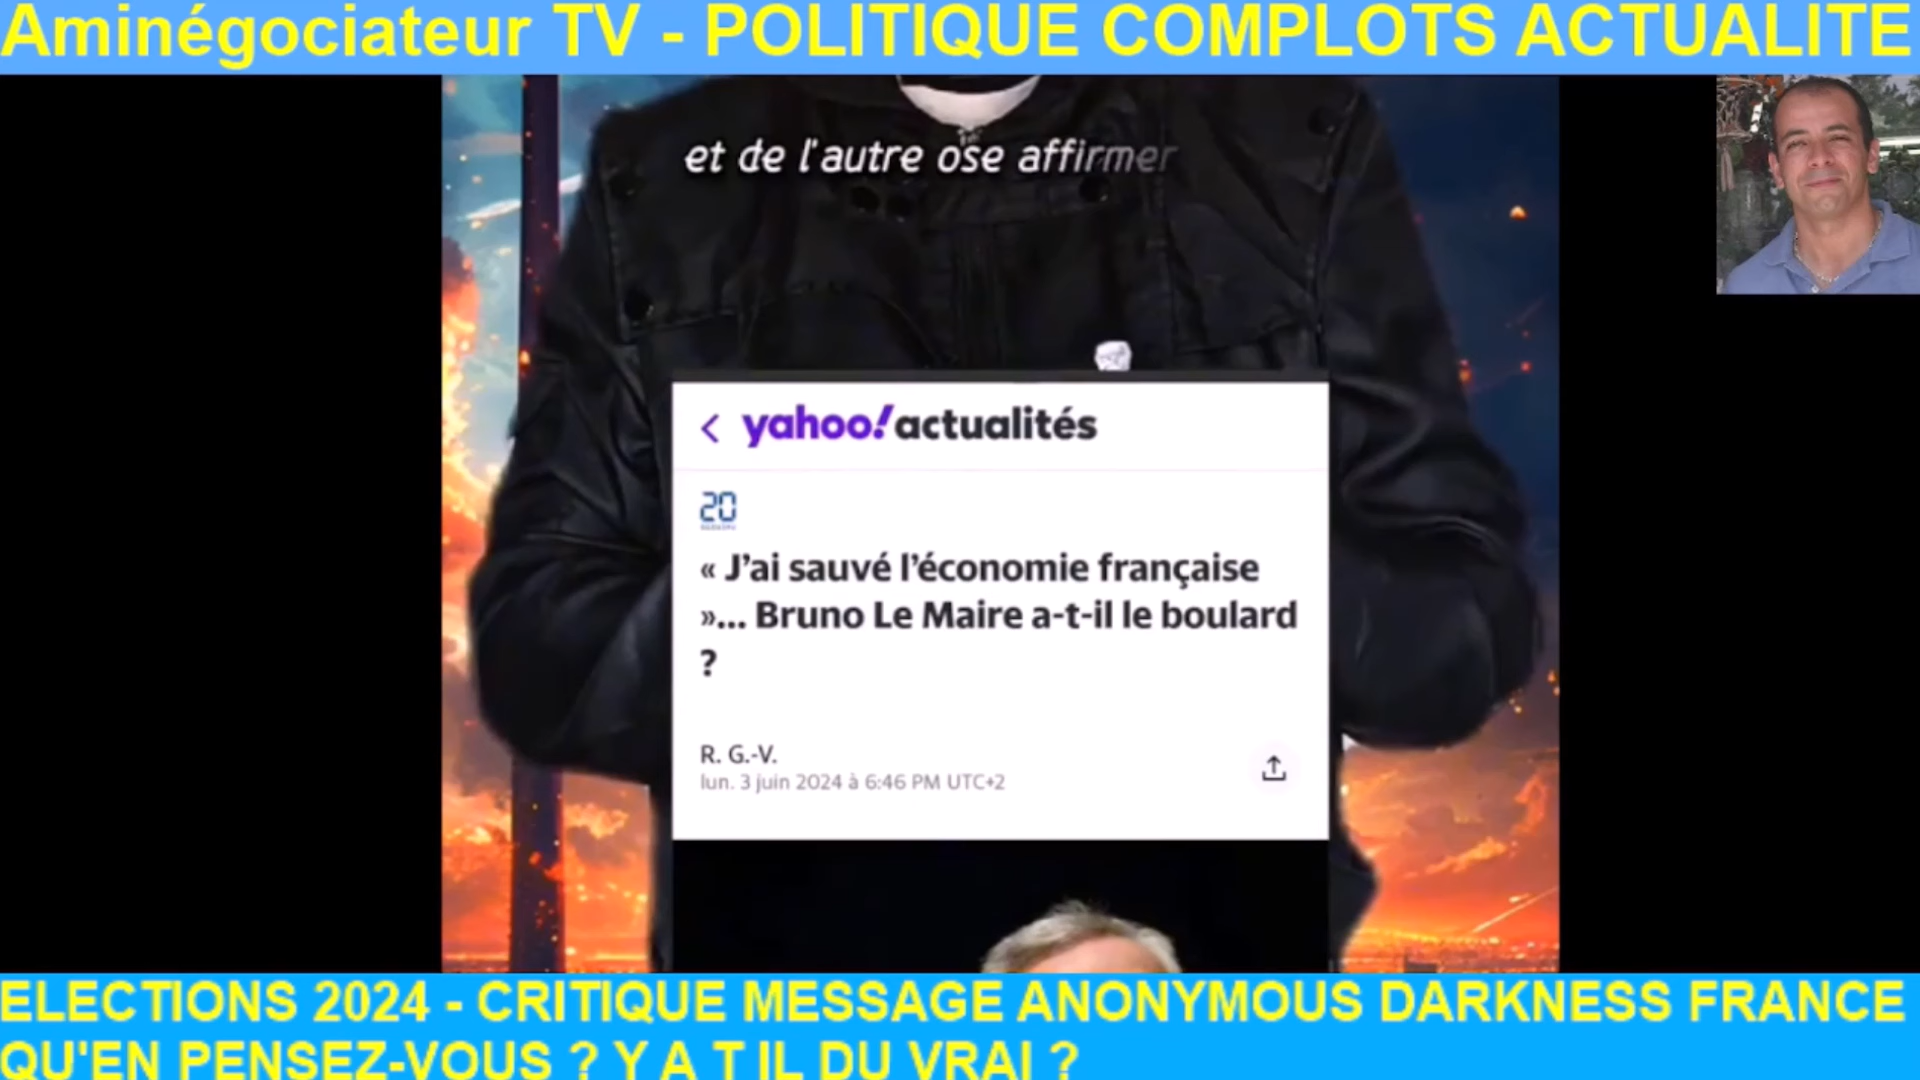 Aminégociateur TV - POLITIQUE COMPLOTS ACTUALITE
et de l'autre ose affirmer
yahoo!actualités
20
« J'ai sauvé l'économie française
»... Bruno Le Maire a-t-il le boulard
?
R. G.-V.
lun. 3 juin 2024 à 6:46 PM UTC+2
ELECTIONS 2024 - CRITIQUE MESSAGE ANONYMOUS DARKNESS FRANCE
QU'EN PENSEZ-VOUS ? Y A T IL DU VRAI ?